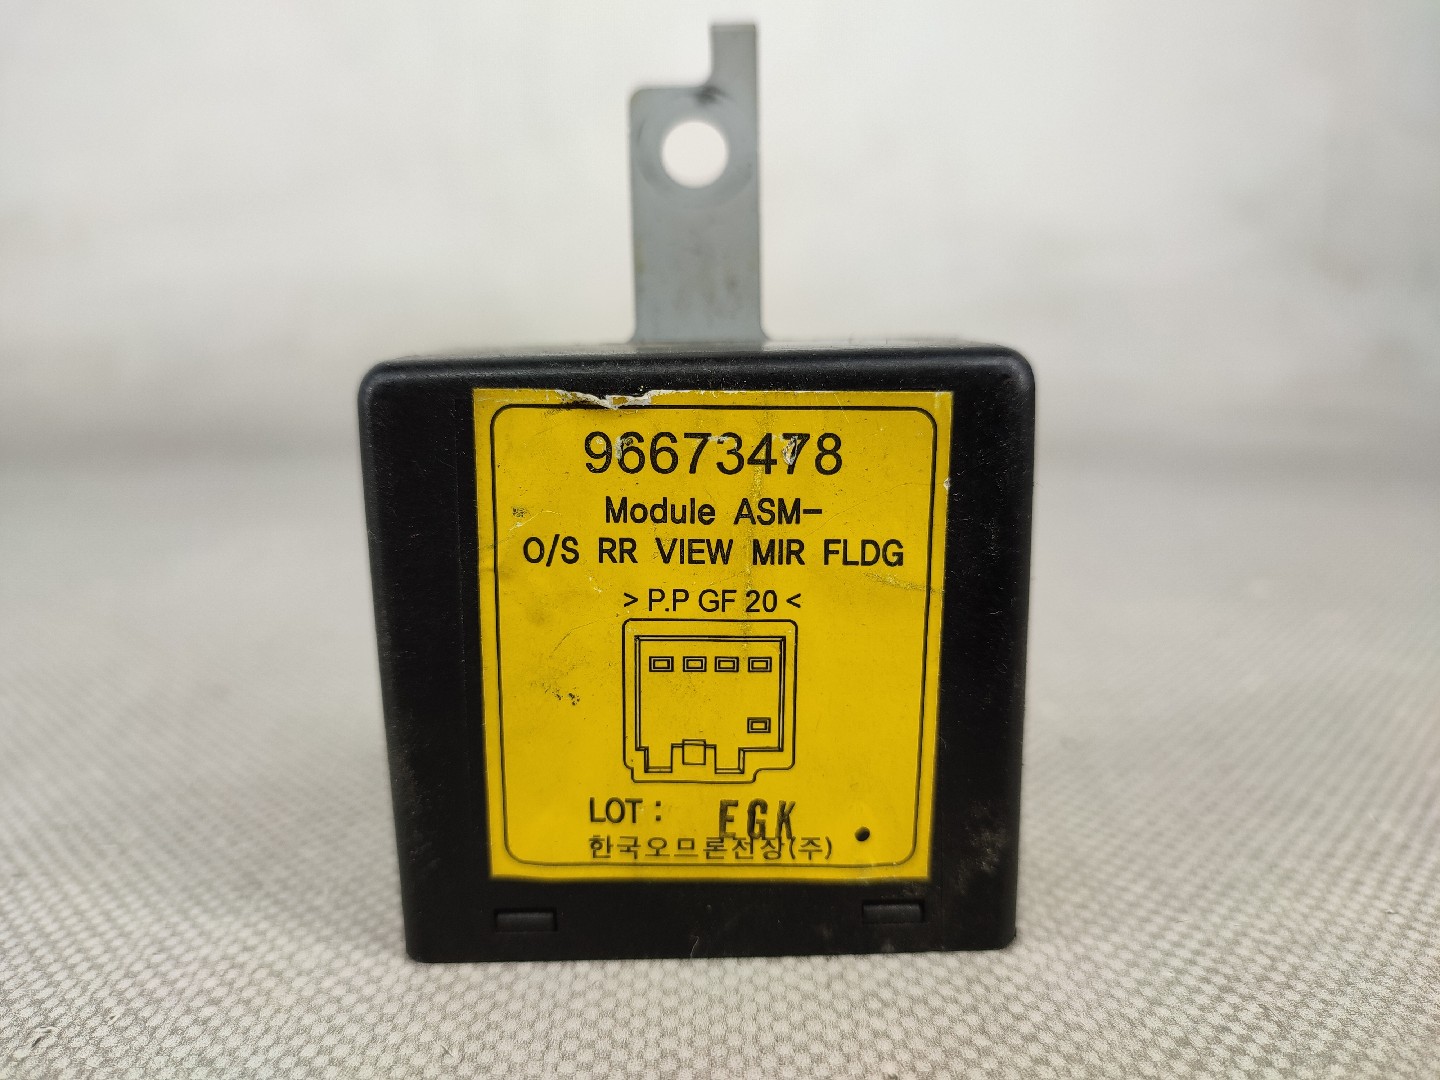 96673478
Module ASM-
O/S RR VIEW MIR FLDG
> P.P GF 20 <
LOT : EGK
한국오므론전장(주)